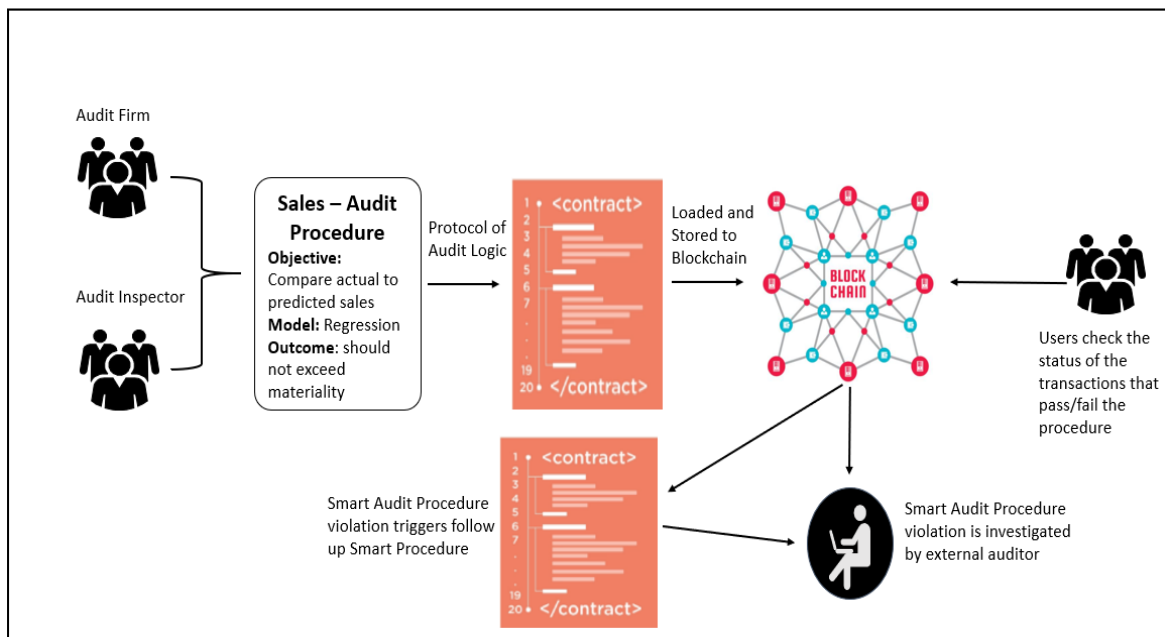 Audit Firm
Audit Inspector
Sales – Audit
Procedure
Objective:
Compare actual to
predicted sales
Model: Regression
Outcome: should
not exceed
materiality
Protocol of
Audit Logic
1 <contract>
2
3
4
5
6
7
.
.
.
19
20 </contract>
Loaded and
Stored to
Blockchain
BLOCK
CHAIN
Users check the
status of the
transactions that
pass/fail the
procedure
Smart Audit Procedure
violation triggers follow
up Smart Procedure
1 <contract>
2
3
4
5
6
7
.
.
.
19
20 </contract>
Smart Audit Procedure
violation is investigated
by external auditor